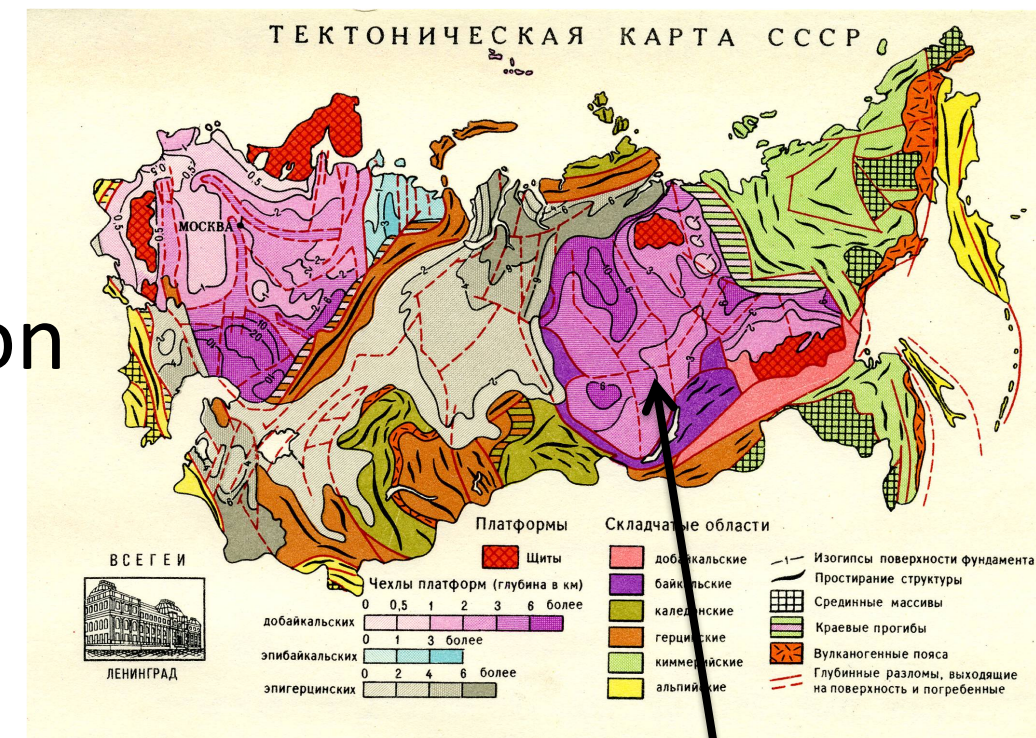 ТЕКТОНИЧЕСКАЯ КАРТА СССР
on
МОСКВА
Платформы
Щиты
Чехлы платформ (глубина в км)
0 0,5 1 2 3 6 более
добайкальских
0 1 3 более
эпибайкальских
0 2 4 6 более
эпигерцинских
Складчатые области
добайкальские
байкальские
каледонские
герцинские
киммерийские
альпийские
Изогипсы поверхности фундамента
Простирание структуры
Срединные массивы
Краевые прогибы
Вулканогенные пояса
Глубинные разломы, выходящие
на поверхность и погребенные
ВСЕГЕИ
ЛЕНИНГРАД